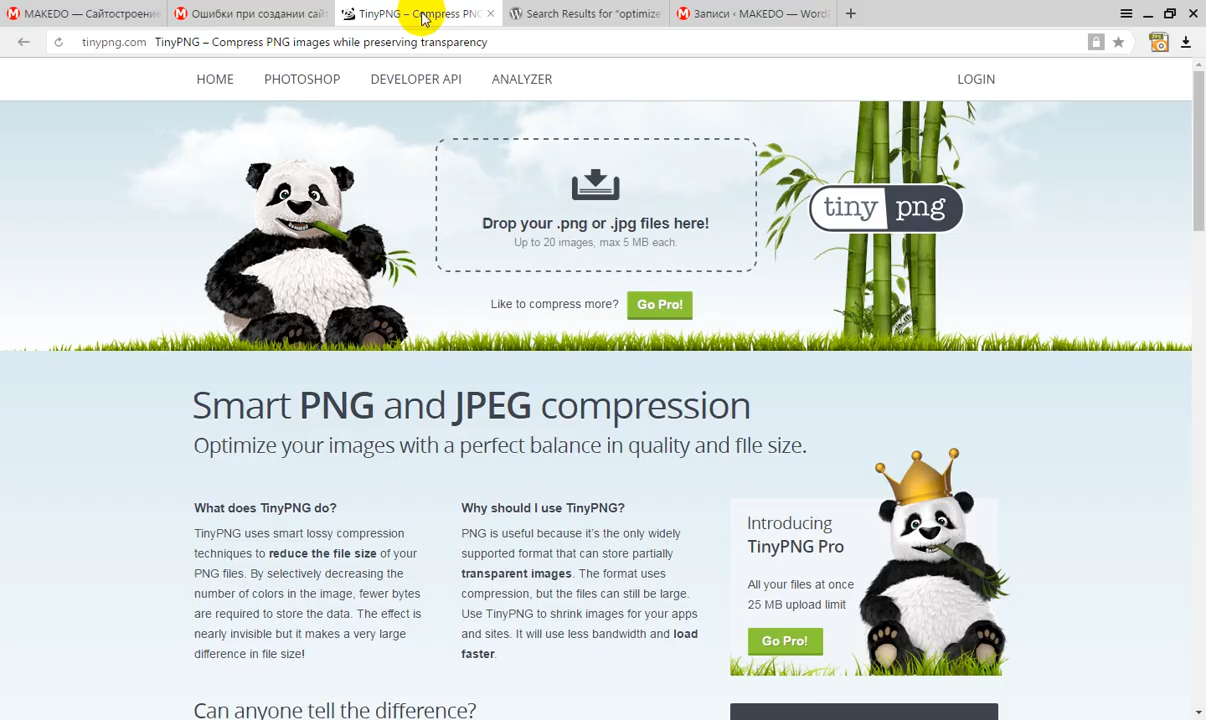 MAKEDO — Сайтостроение
Ошибки при создании сайт
TinyPNG – Compress PNG
Search Results for "optimize
Записи ‹ MAKEDO — Word
tinypng.com TinyPNG – Compress PNG images while preserving transparency
HOME PHOTOSHOP DEVELOPER API ANALYZER LOGIN
Drop your .png or .jpg files here!
Up to 20 images, max 5 MB each.
tiny png
Like to compress more? Go Pro!
Smart PNG and JPEG compression
Optimize your images with a perfect balance in quality and file size.
What does TinyPNG do?
TinyPNG uses smart lossy compression
techniques to reduce the file size of your
PNG files. By selectively decreasing the
number of colors in the image, fewer bytes
are required to store the data. The effect is
nearly invisible but it makes a very large
difference in file size!
Why should I use TinyPNG?
PNG is useful because it's the only widely
supported format that can store partially
transparent images. The format uses
compression, but the files can still be large.
Use TinyPNG to shrink images for your apps
and sites. It will use less bandwidth and load
faster.
Introducing
TinyPNG Pro
All your files at once
25 MB upload limit
Go Pro!
Can anyone tell the difference?